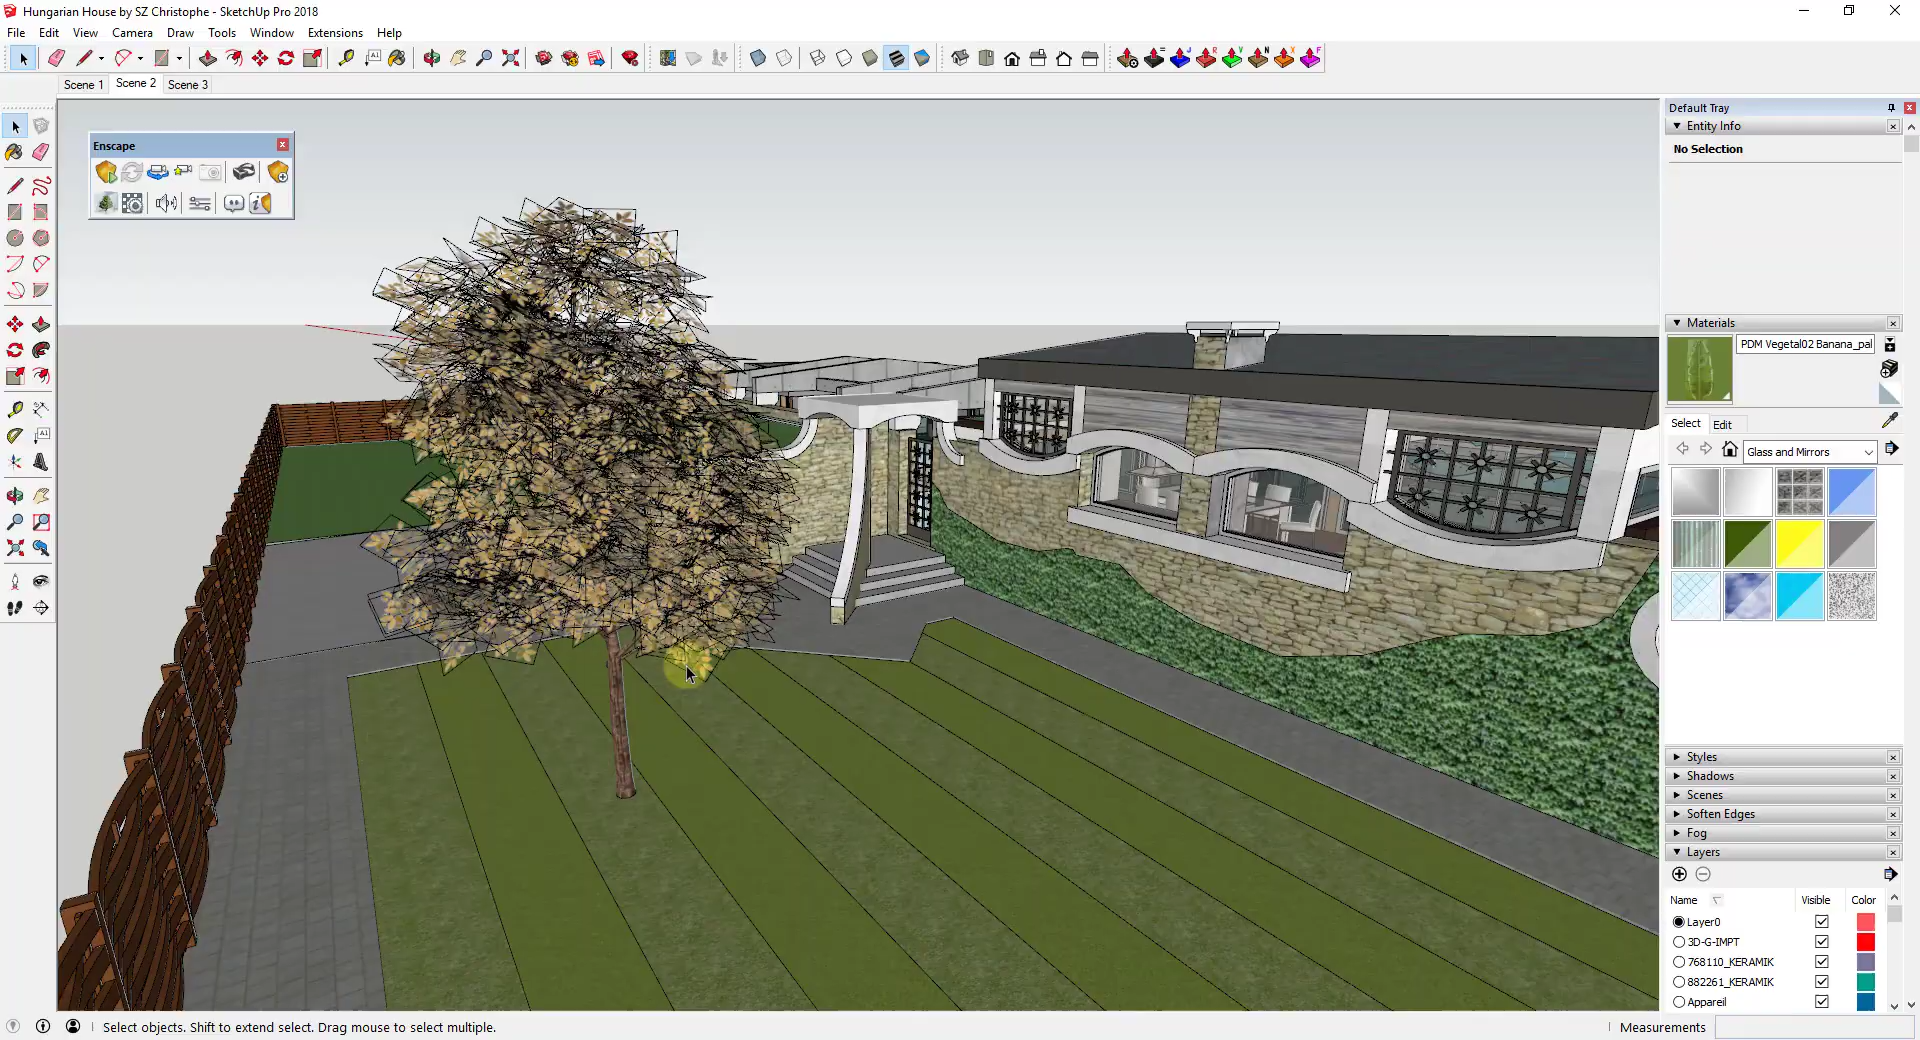 Hungarian House by SZ Christophe - SketchUp Pro 2018
File Edit View Camera Draw Tools Window Extensions Help
Scene 1 Scene 2 Scene 3
Enscape
Default Tray
Entity Info
No Selection
Materials
PDM Vegetal02 Banana_pal
Select Edit
Glass and Mirrors
Styles
Shadows
Scenes
Soften Edges
Fog
Layers
Name Visible Color
Layer0
3D-G-IMPT
768110_KERAMIK
882261_KERAMIK
Appareil
Select objects. Shift to extend select. Drag mouse to select multiple.
Measurements